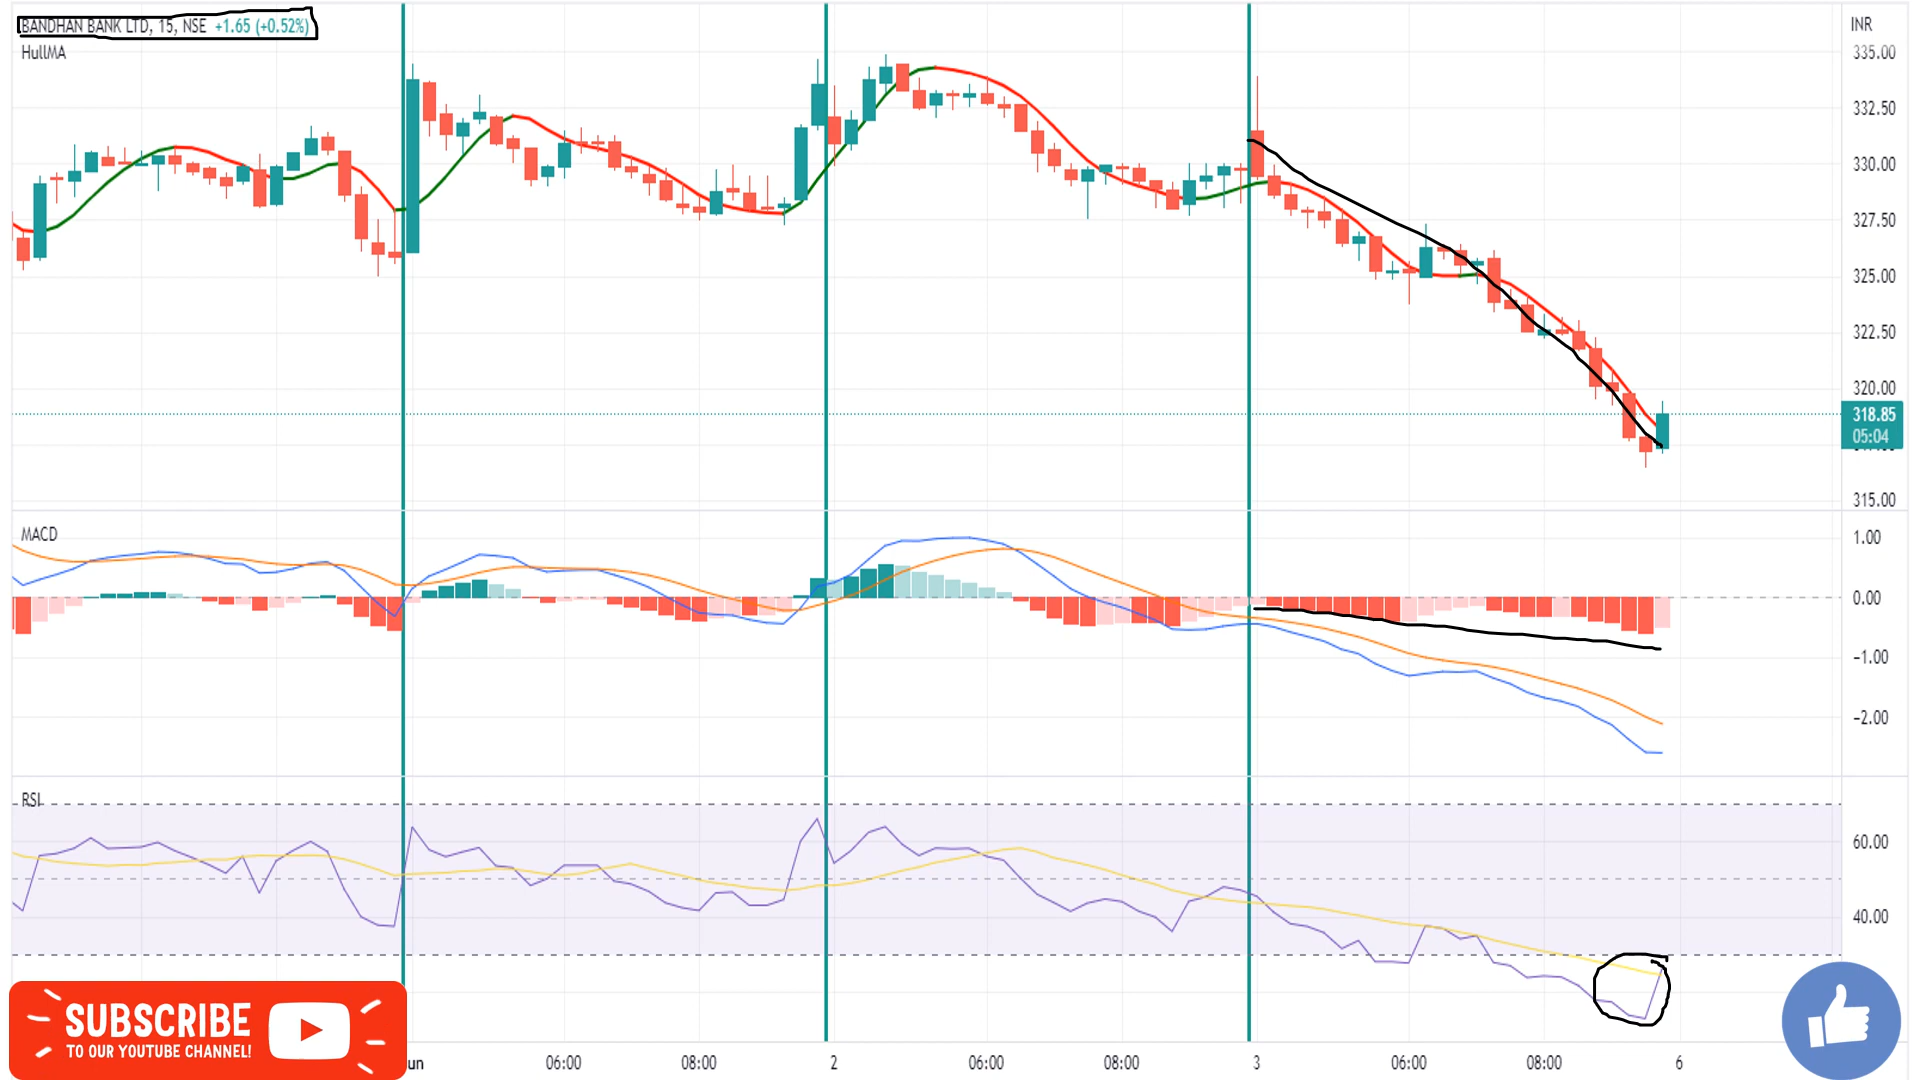 BANDHAN BANK LTD, 15, NSE +1.65 (+0.52%)
HullMA
INR
335.00
332.50
330.00
327.50
325.00
322.50
320.00
318.85
05:04
315.00
MACD
1.00
0.00
-1.00
-2.00
RSI
60.00
40.00
SUBSCRIBE
TO OUR YOUTUBE CHANNEL!
un 06:00 08:00 2 06:00 08:00 3 06:00 08:00 6